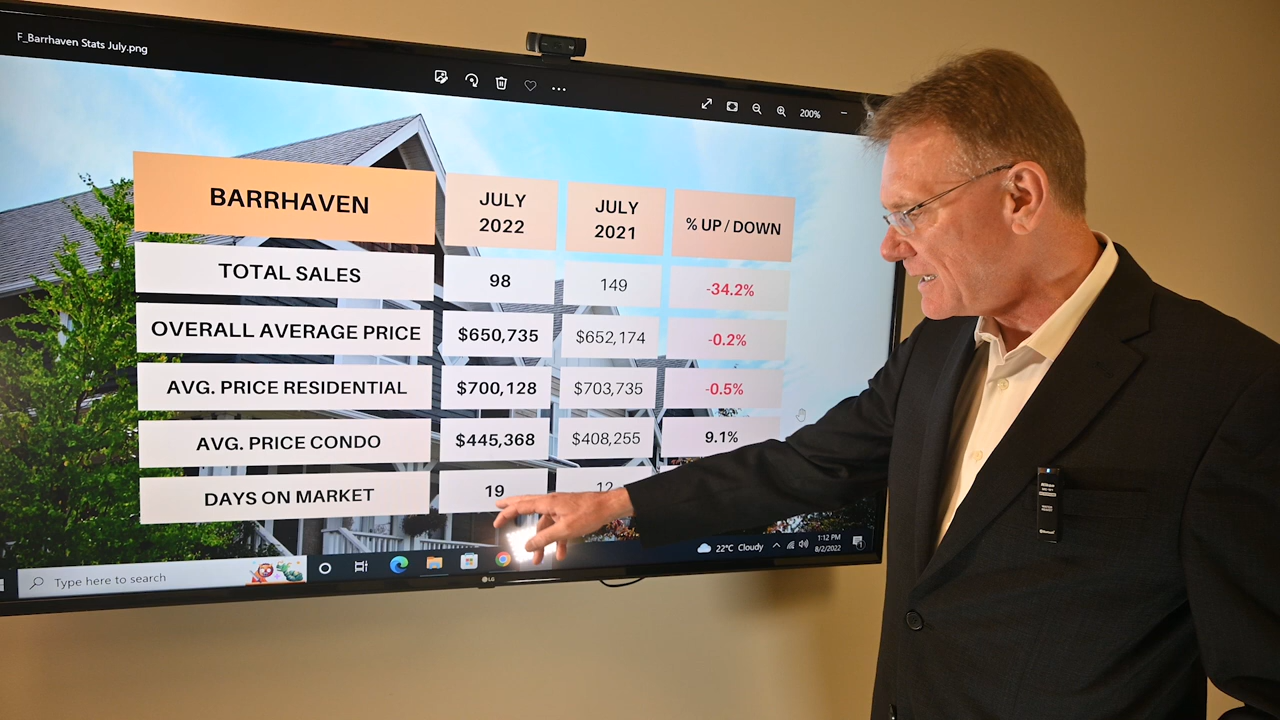 F_Barrhaven Stats July.png
200%
BARRHAVEN
JULY
2022
JULY
2021
% UP / DOWN
TOTAL SALES
98
149
-34.2%
OVERALL AVERAGE PRICE
$650,735
$652,174
-0.2%
AVG. PRICE RESIDENTIAL
$700,128
$703,735
-0.5%
AVG. PRICE CONDO
$445,368
$408,255
9.1%
DAYS ON MARKET
19
12
Type here to search
22°C Cloudy
1:12 PM
8/2/2022
LG